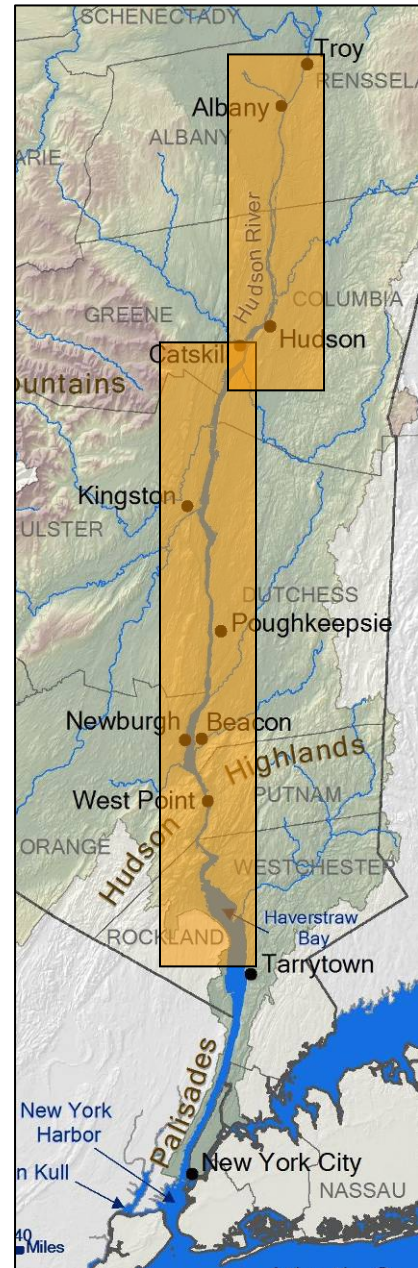 SCHENECTADY
Troy
RENSSELA
Albany
ALBANY
ARIE
Hudson River
COLUMBIA
GREENE
Hudson
Catskil
ountains
Kingston
ULSTER
DUTCHESS
Poughkeepsie
Newburgh
Beacon
Highlands
West Point
PUTNAM
ORANGE
Hudson
WESTCHESTER
Haverstraw
Bay
ROCKLAND
Tarrytown
Palisades
New York
Harbor
n Kull
New York City
NASSAU
40
Miles